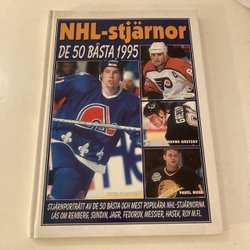 NHL-stjärnor
DE 50 BÄSTA 1995
WAYNE GRETZKY
PAVEL BURE
STJÄRNPORTRÄTT AV DE 50 BÄSTA OCH MEST POPULÄRA NHL-STJÄRNORNA.
LÄS OM RENBERG, SUNDIN, JAGR, FEDOROV, MESSIER, HASEK, ROY M.FL.